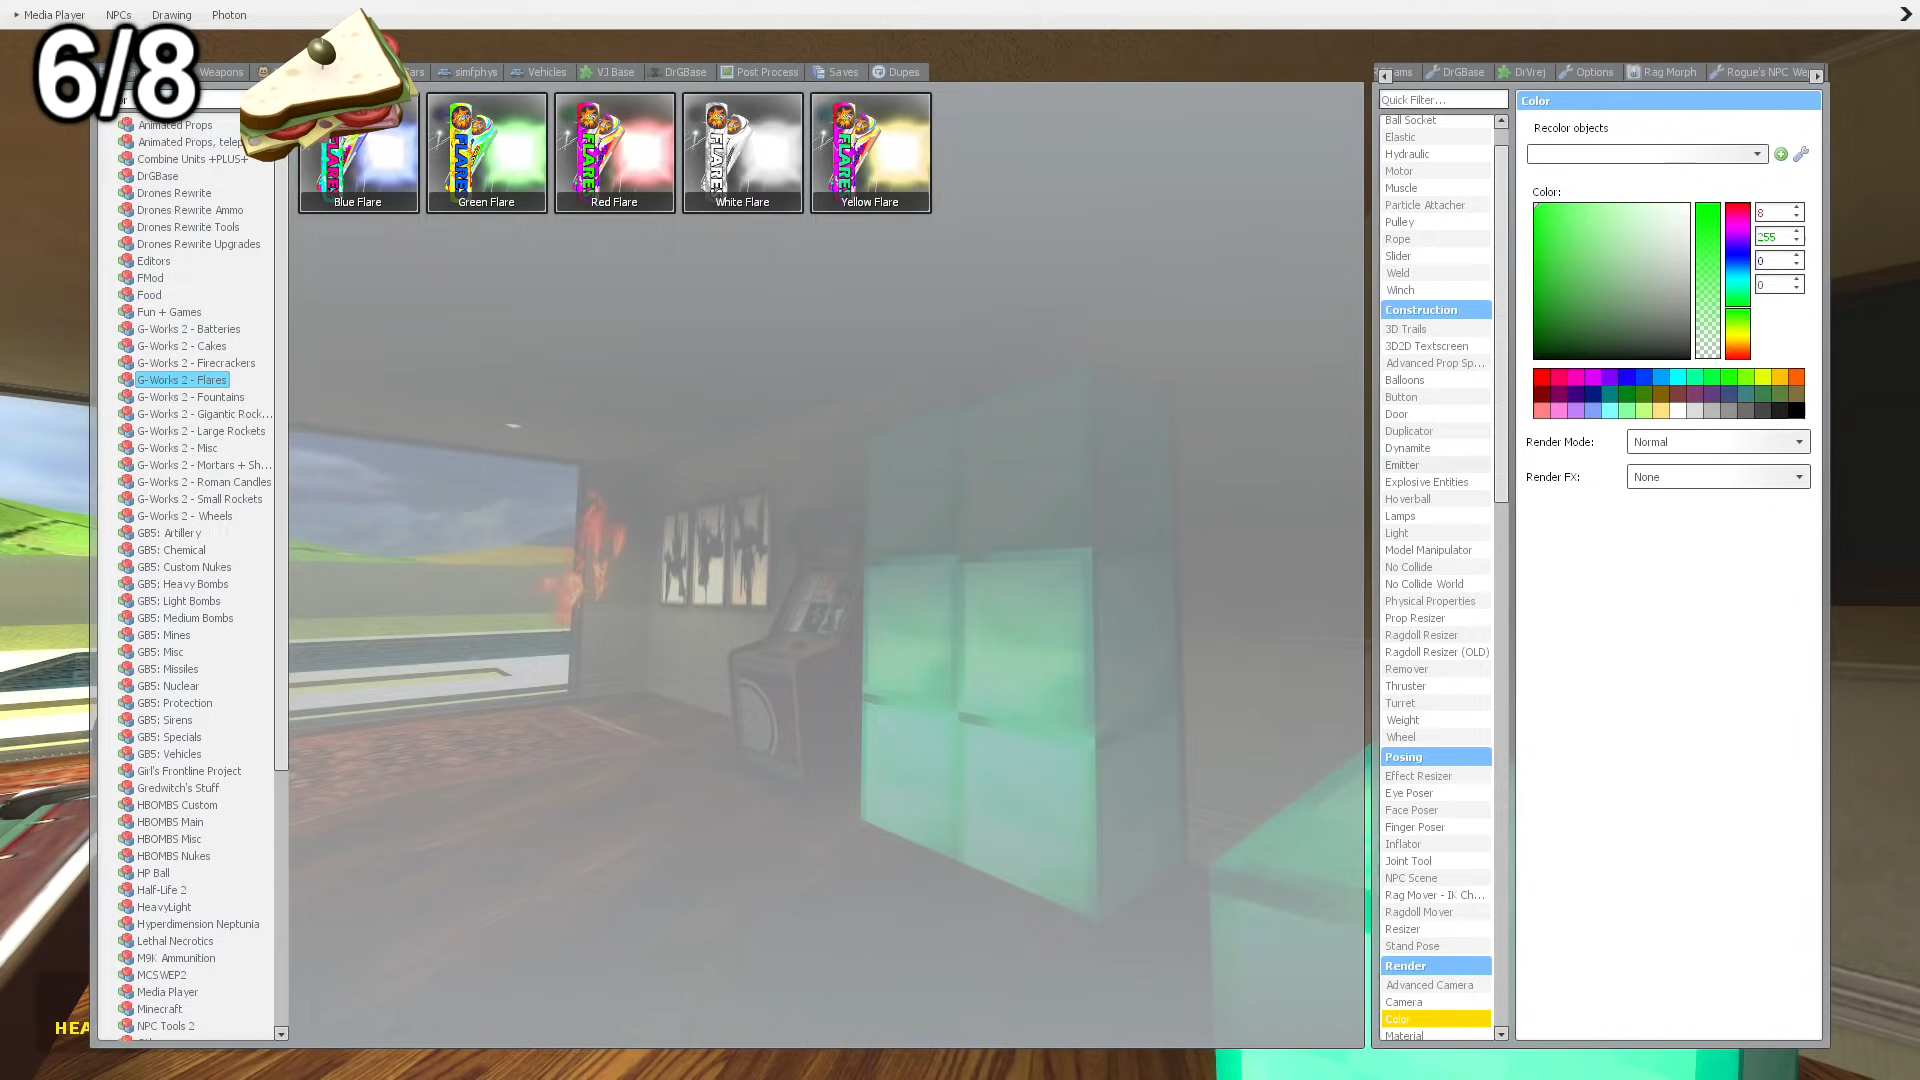 Media Player NPCs Drawing Photon
6/8
Weapons
ars
simfphys
Vehicles
VJ Base
DrGBase
Post Process
Saves
Dupes
Animated Props
Animated Props, telep
Combine Units +PLUS+
DrGBase
Drones Rewrite
Drones Rewrite Ammo
Drones Rewrite Tools
Drones Rewrite Upgrades
Editors
FMod
Food
Fun + Games
G-Works 2 - Batteries
G-Works 2 - Cakes
G-Works 2 - Firecrackers
G-Works 2 - Flares
G-Works 2 - Fountains
G-Works 2 - Gigantic Rock...
G-Works 2 - Large Rockets
G-Works 2 - Misc
G-Works 2 - Mortars + Sh...
G-Works 2 - Roman Candles
G-Works 2 - Small Rockets
G-Works 2 - Wheels
GB5: Artillery
GB5: Chemical
GB5: Custom Nukes
GB5: Heavy Bombs
GB5: Light Bombs
GB5: Medium Bombs
GB5: Mines
GB5: Misc
GB5: Missiles
GB5: Nuclear
GB5: Protection
GB5: Sirens
GB5: Specials
GB5: Vehicles
Girl's Frontline Project
Gredwitch's Stuff
HBOMBS Custom
HBOMBS Main
HBOMBS Misc
HBOMBS Nukes
HP Ball
Half-Life 2
HeavyLight
Hyperdimension Neptunia
Lethal Necrotics
M9K Ammunition
MCSWEP2
Media Player
Minecraft
NPC Tools 2
HEA
FLARE
Blue Flare
FLARES
Green Flare
FLARES
Red Flare
FLARES
White Flare
FLARES
Yellow Flare
ams
DrGBase
DrVrej
Options
Rag Morph
Rogue's NPC We
Quick Filter...
Ball Socket
Elastic
Hydraulic
Motor
Muscle
Particle Attacher
Pulley
Rope
Slider
Weld
Winch
Construction
3D Trails
3D2D Textscreen
Advanced Prop Sp...
Balloons
Button
Door
Duplicator
Dynamite
Emitter
Explosive Entities
Hoverball
Lamps
Light
Model Manipulator
No Collide
No Collide World
Physical Properties
Prop Resizer
Ragdoll Resizer
Ragdoll Resizer (OLD)
Remover
Thruster
Turret
Weight
Wheel
Posing
Effect Resizer
Eye Poser
Face Poser
Finger Poser
Inflator
Joint Tool
NPC Scene
Rag Mover - IK Ch...
Ragdoll Mover
Resizer
Stand Pose
Render
Advanced Camera
Camera
Color
Material
Color
Recolor objects
Color:
8
255
0
0
Render Mode: Normal
Render FX: None